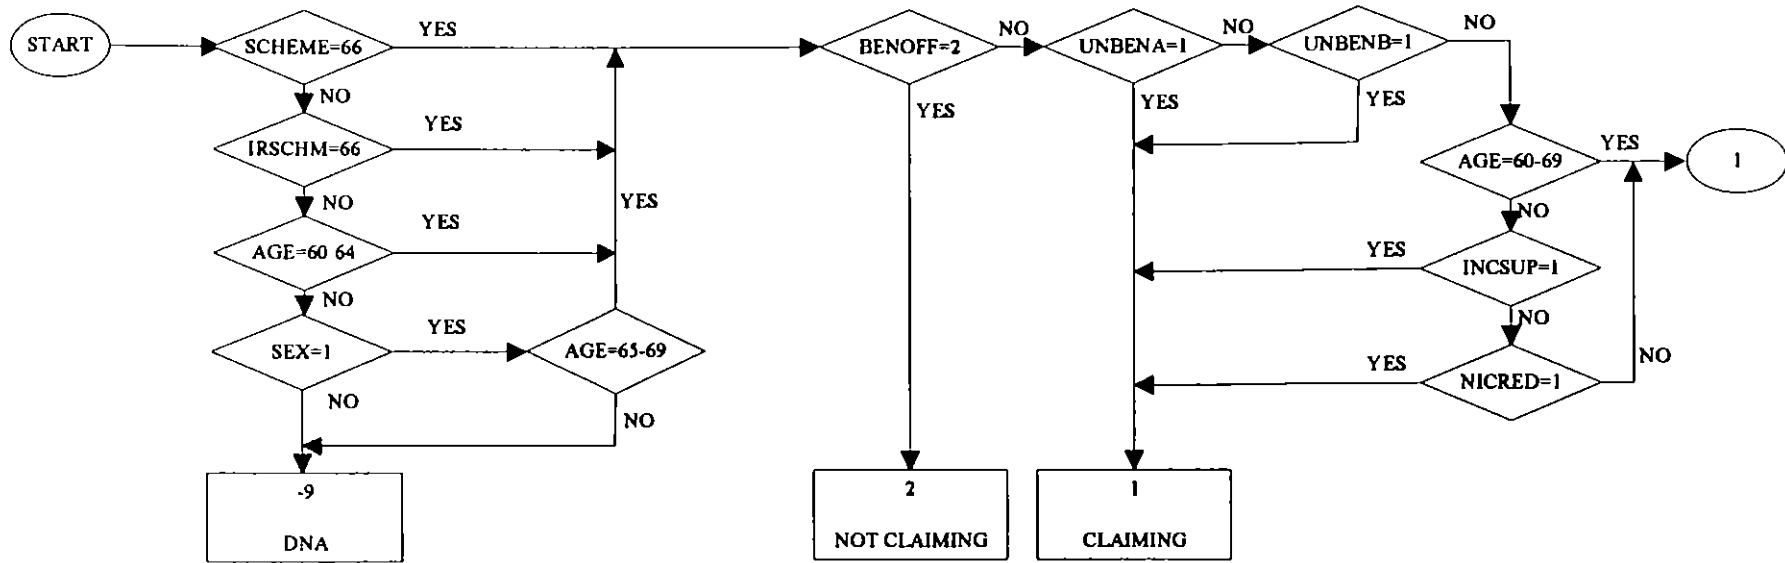 START
SCHEME=66
YES
NO
IRSCHM=66
YES
NO
AGE=60 64
YES
NO
SEX=1
YES
NO
AGE=65-69
YES
NO
-9
DNA
BENOFF=2
NO
YES
2
NOT CLAIMING
UNBENA=1
NO
YES
1
CLAIMING
UNBENB=1
NO
YES
AGE=60-69
YES
NO
INCSUP=1
YES
NO
NICRED=1
YES
NO
1